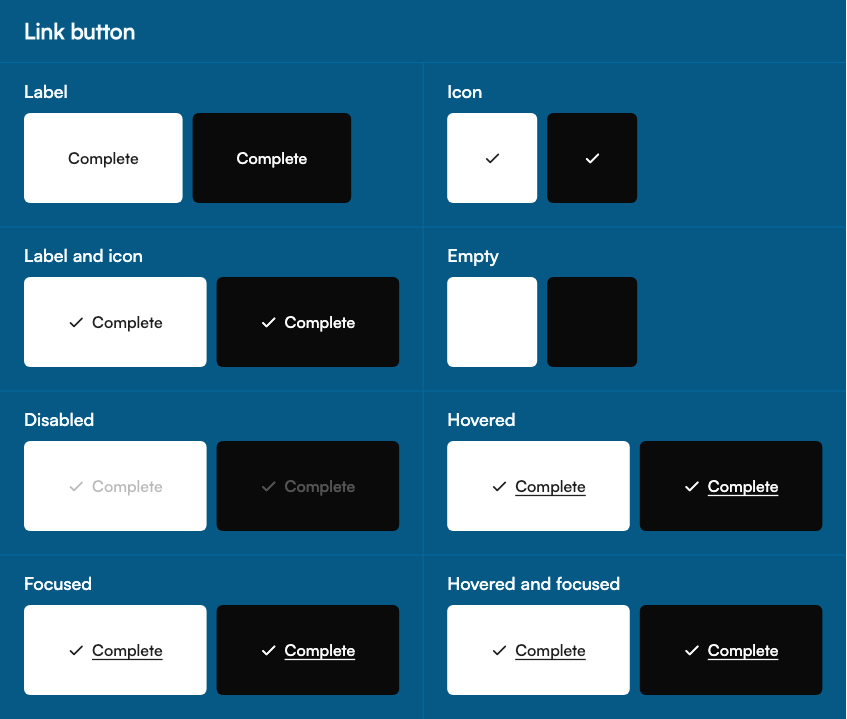 Link button
Label
Icon
Complete Complete
Label and icon
Empty
Complete Complete
Disabled
Hovered
Complete Complete
Complete Complete
Focused
Hovered and focused
Complete Complete
Complete Complete